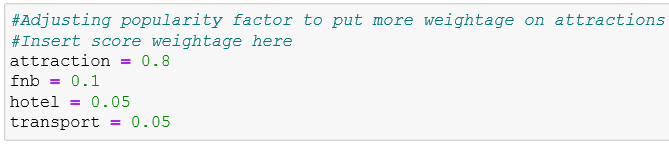 #Adjusting popularity factor to put more weightage on attractions
#Insert score weightage here
attraction = 0.8
fnb = 0.1
hotel = 0.05
transport = 0.05